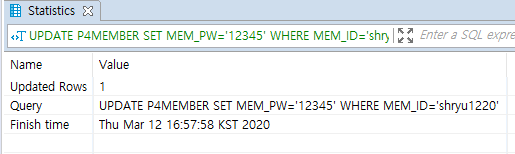 Statistics
UPDATE P4MEMBER SET MEM_PW='12345' WHERE MEM_ID='shry Enter a SQL expre
Name Value
Updated Rows 1
Query UPDATE P4MEMBER SET MEM_PW='12345' WHERE MEM_ID='shryu1220'
Finish time Thu Mar 12 16:57:58 KST 2020